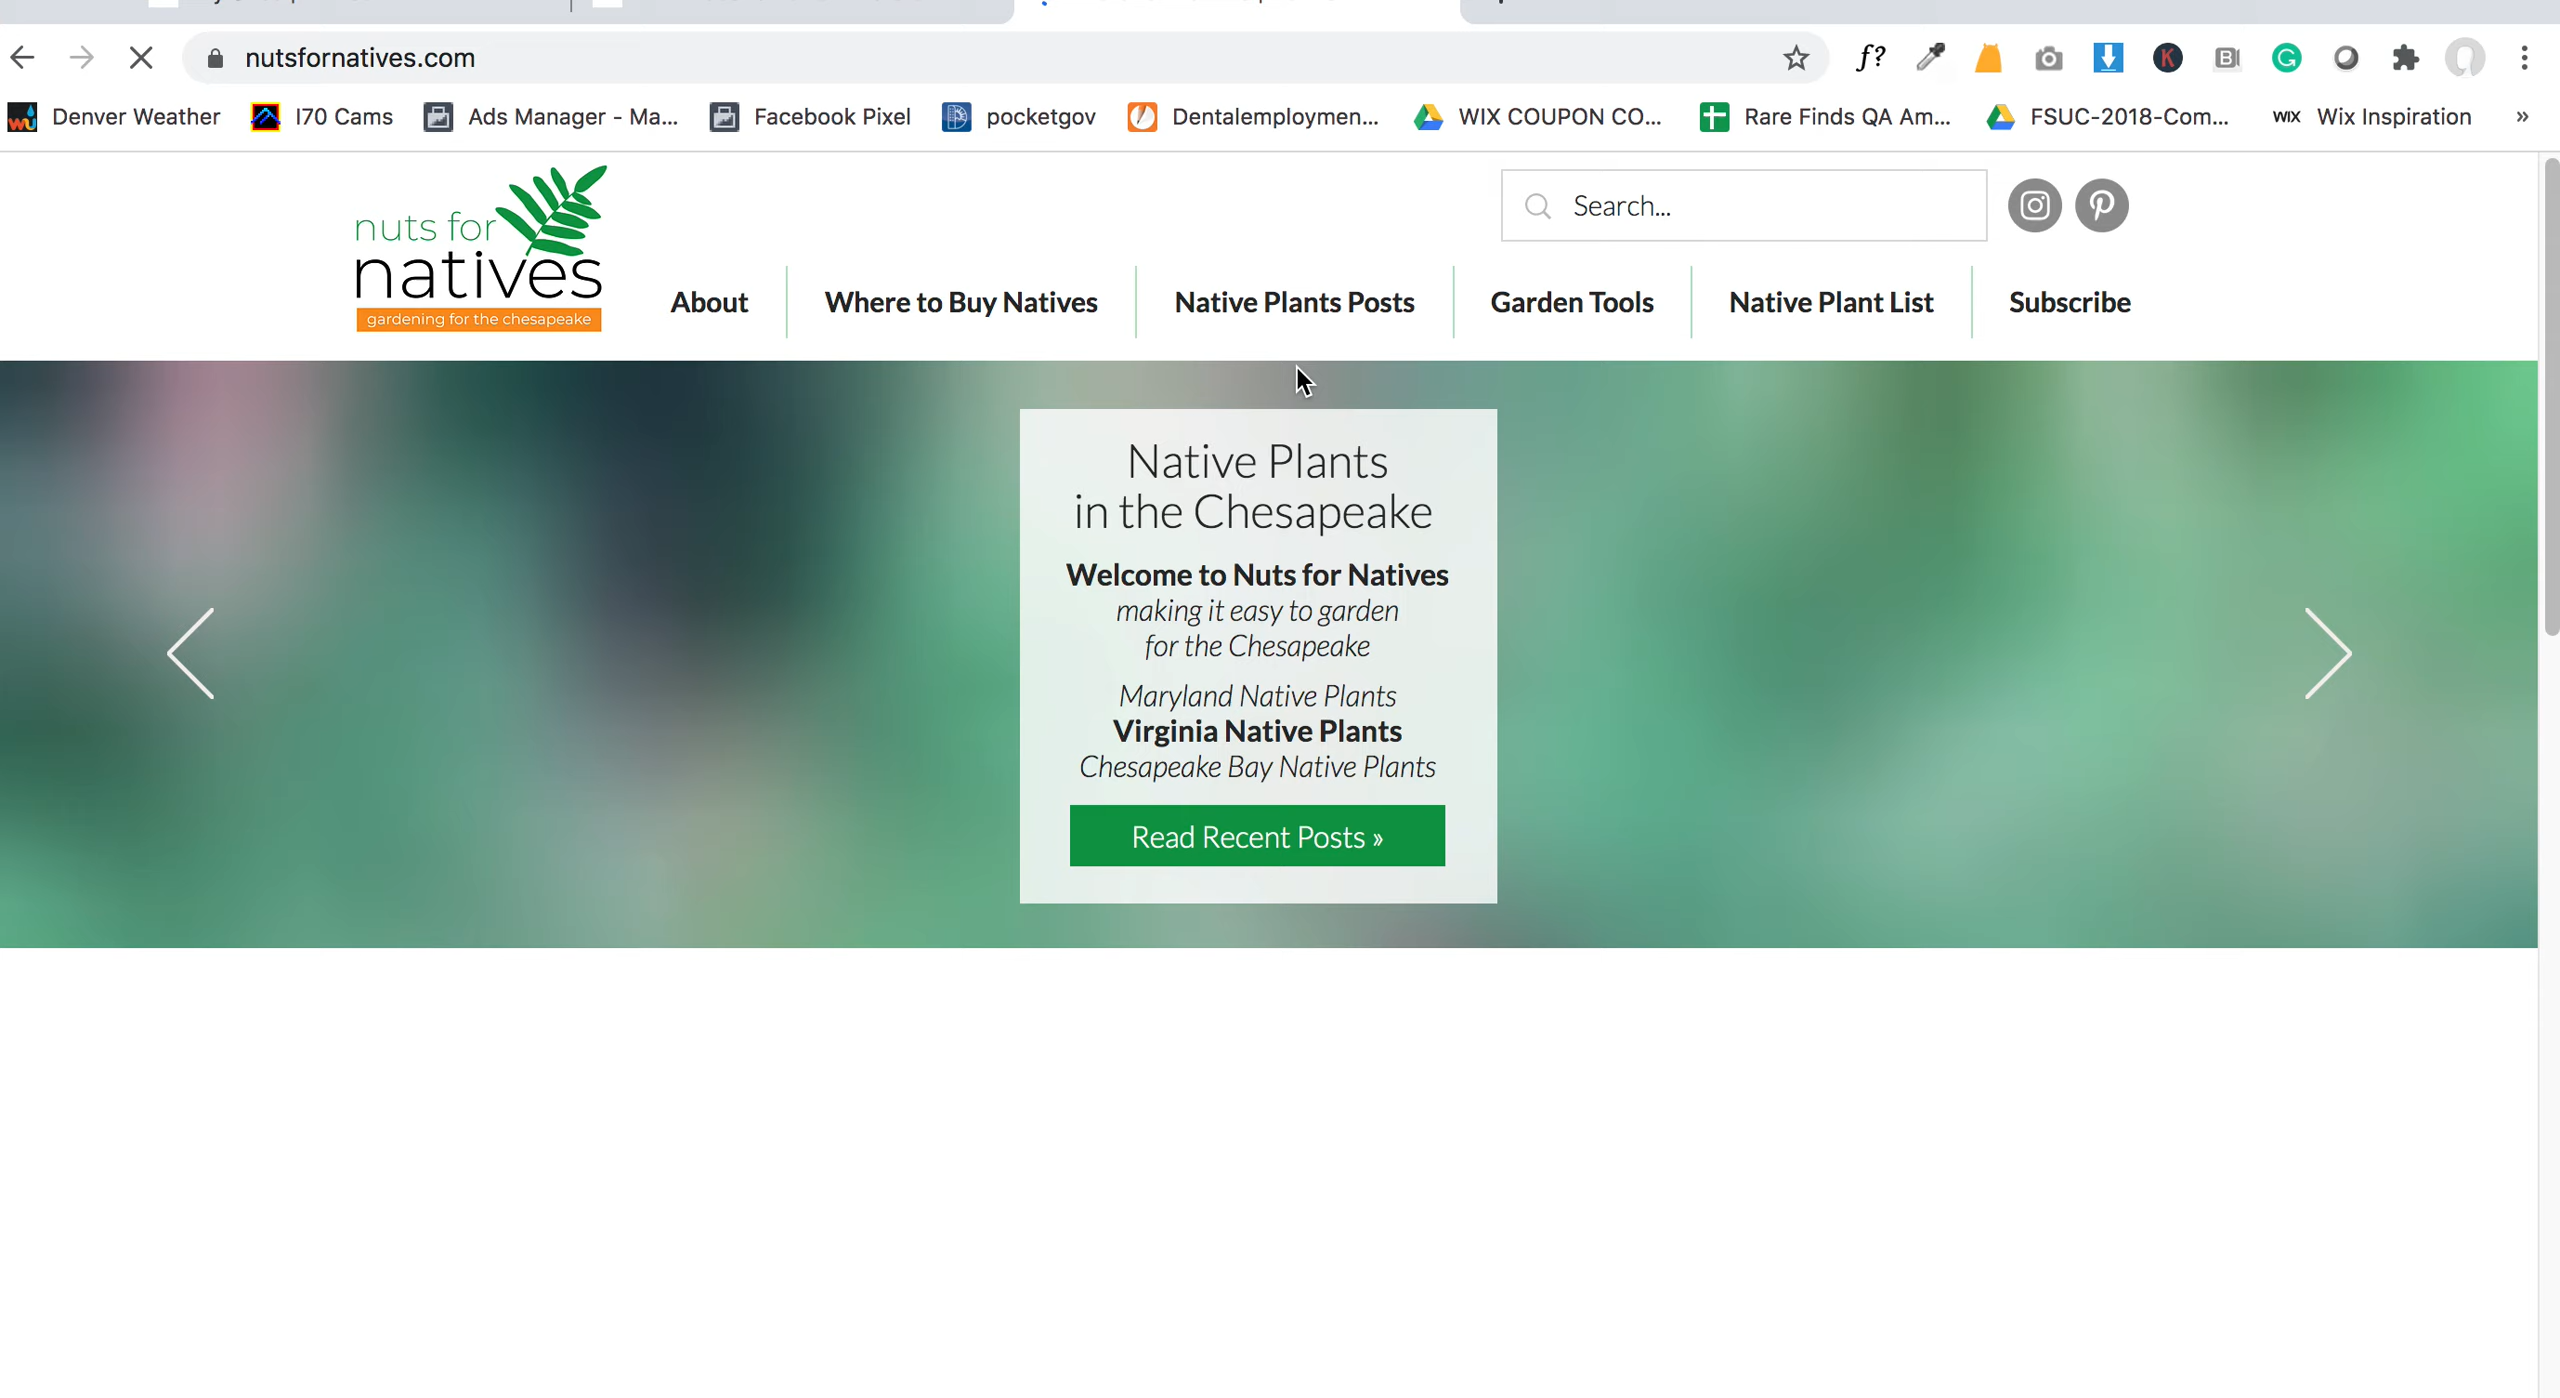 nutsfornatives.com
f?
Denver Weather
I70 Cams
Ads Manager - Ma...
Facebook Pixel
pocketgov
Dentalemploymen...
WIX COUPON CO...
Rare Finds QA Am...
FSUC-2018-Com...
WIX Wix Inspiration
»
nuts for
natives
gardening for the chesapeake
Search...
About
Where to Buy Natives
Native Plants Posts
Garden Tools
Native Plant List
Subscribe
Native Plants
in the Chesapeake
Welcome to Nuts for Natives
making it easy to garden
for the Chesapeake
Maryland Native Plants
Virginia Native Plants
Chesapeake Bay Native Plants
Read Recent Posts »